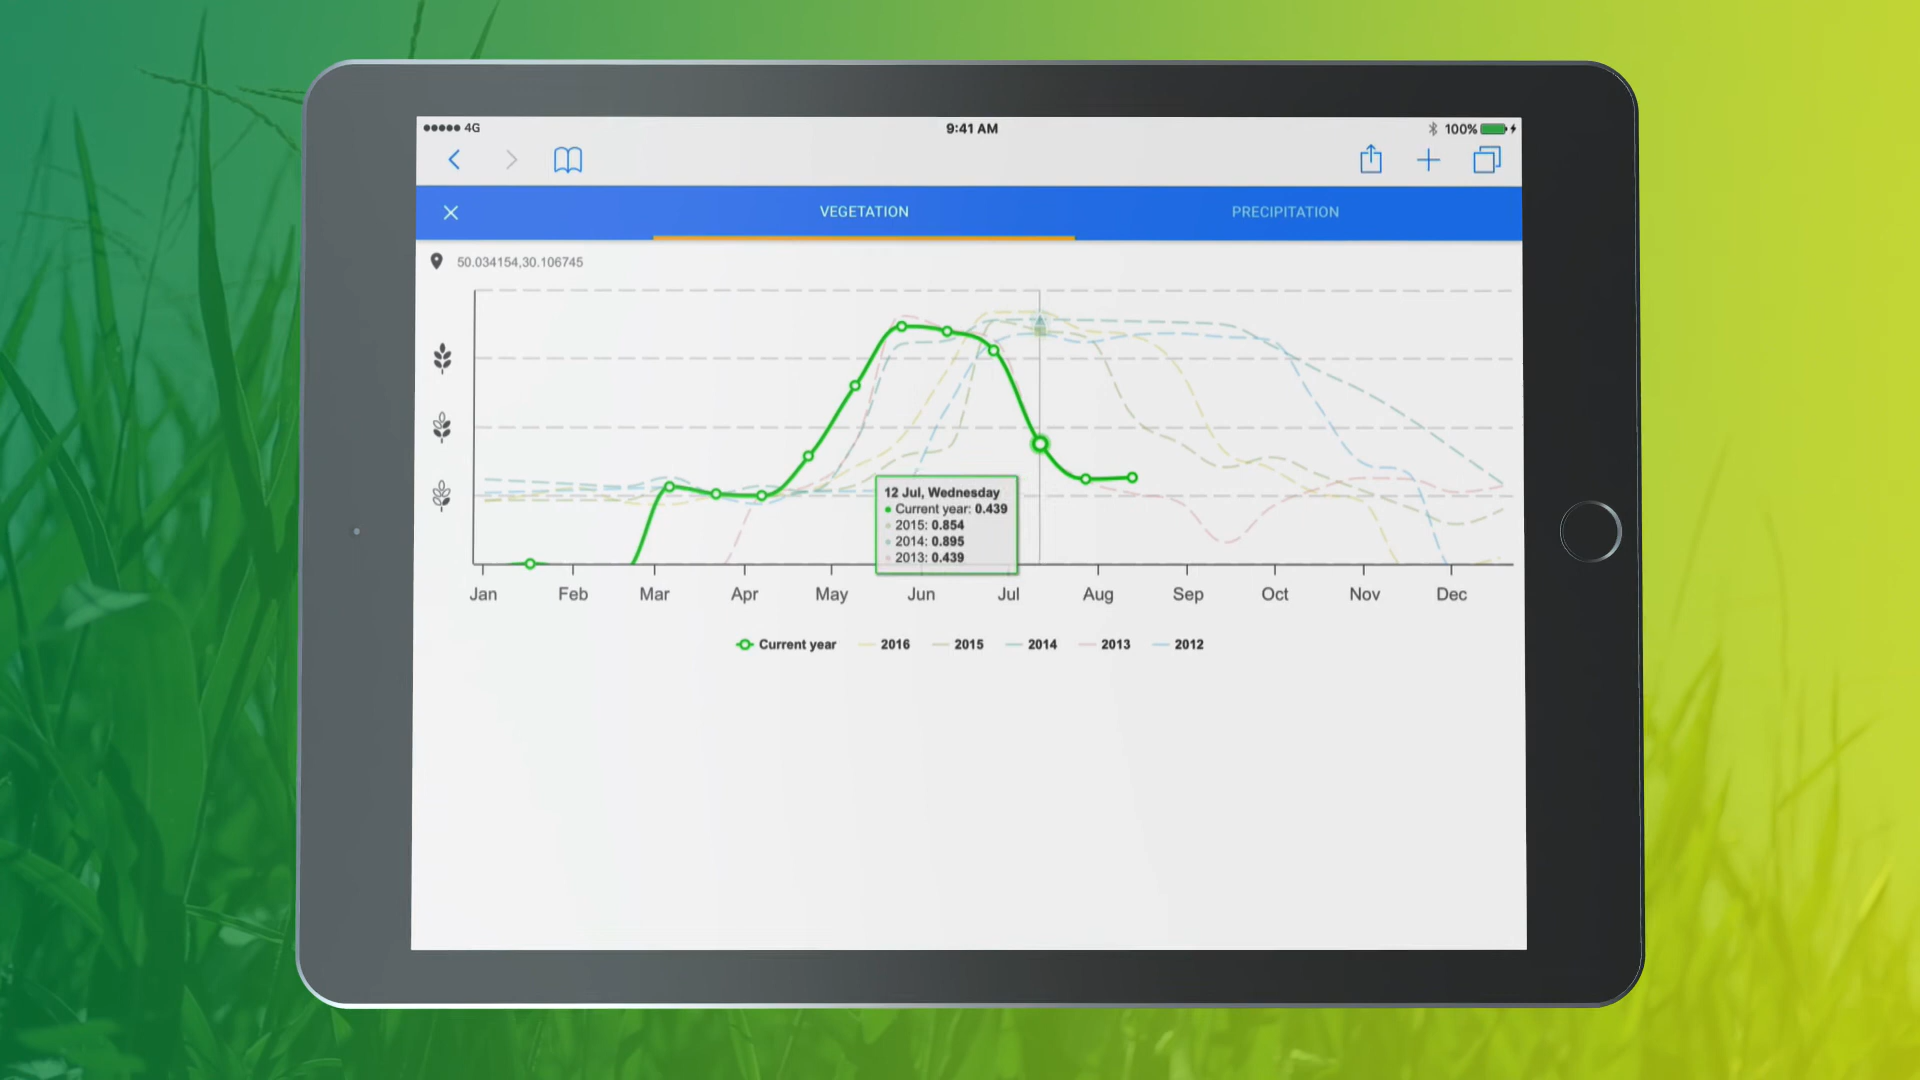 4G 9:41 AM 100%
VEGETATION PRECIPITATION
50.034154,30.106745
12 Jul, Wednesday
Current year: 0.439
2015: 0.854
2014: 0.895
2013: 0.439
Jan Feb Mar Apr May Jun Jul Aug Sep Oct Nov Dec
Current year 2016 2015 2014 2013 2012